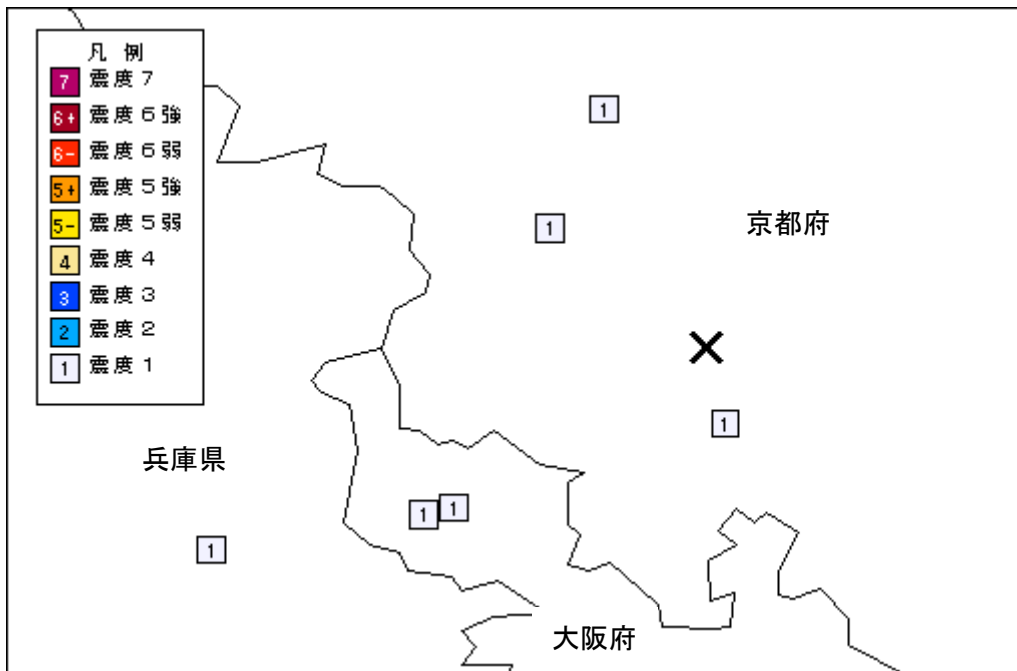 凡 例
7 震度7
6+ 震度6強
6- 震度6弱
5+ 震度5強
5- 震度5弱
4 震度4
3 震度3
2 震度2
1 震度1
1
1
京都府
1
兵庫県
1
1
1
大阪府